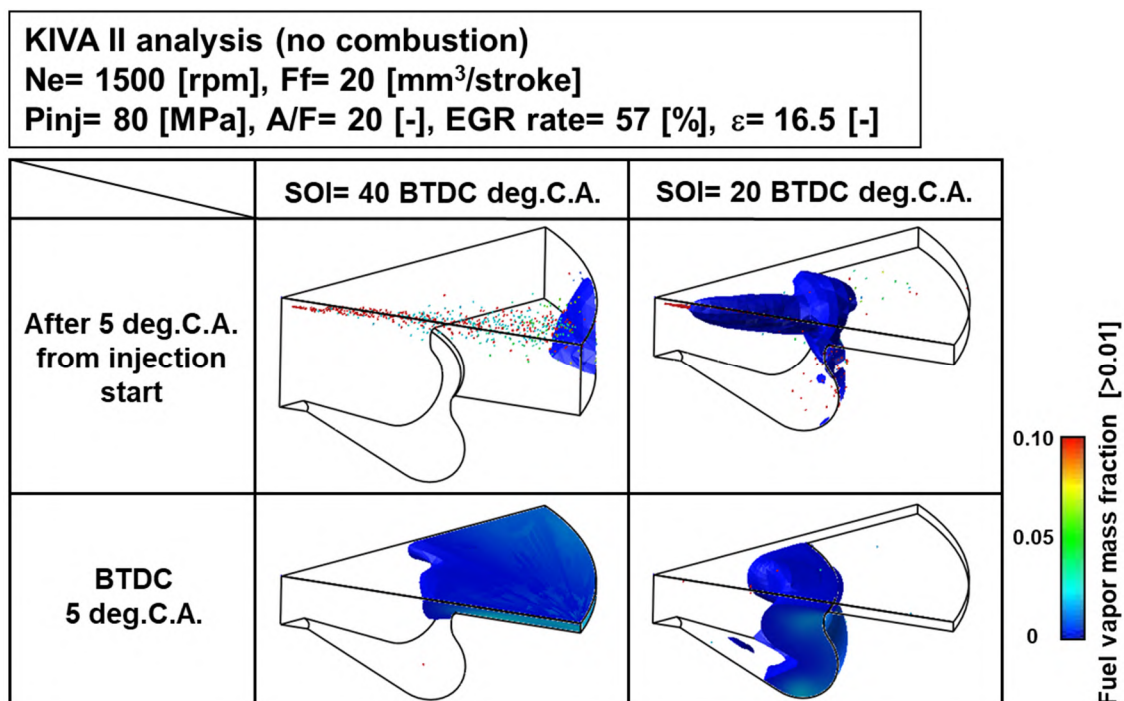 KIVA II analysis (no combustion)
Ne= 1500 [rpm], Ff= 20 [mm³/stroke]
Pinj= 80 [MPa], A/F= 20 [-], EGR rate= 57 [%], ε= 16.5 [-]
SOI= 40 BTDC deg.C.A.
SOI= 20 BTDC deg.C.A.
After 5 deg.C.A.
from injection
start
BTDC
5 deg.C.A.
0.10
0.05
0
Fuel vapor mass fraction [>0.01]